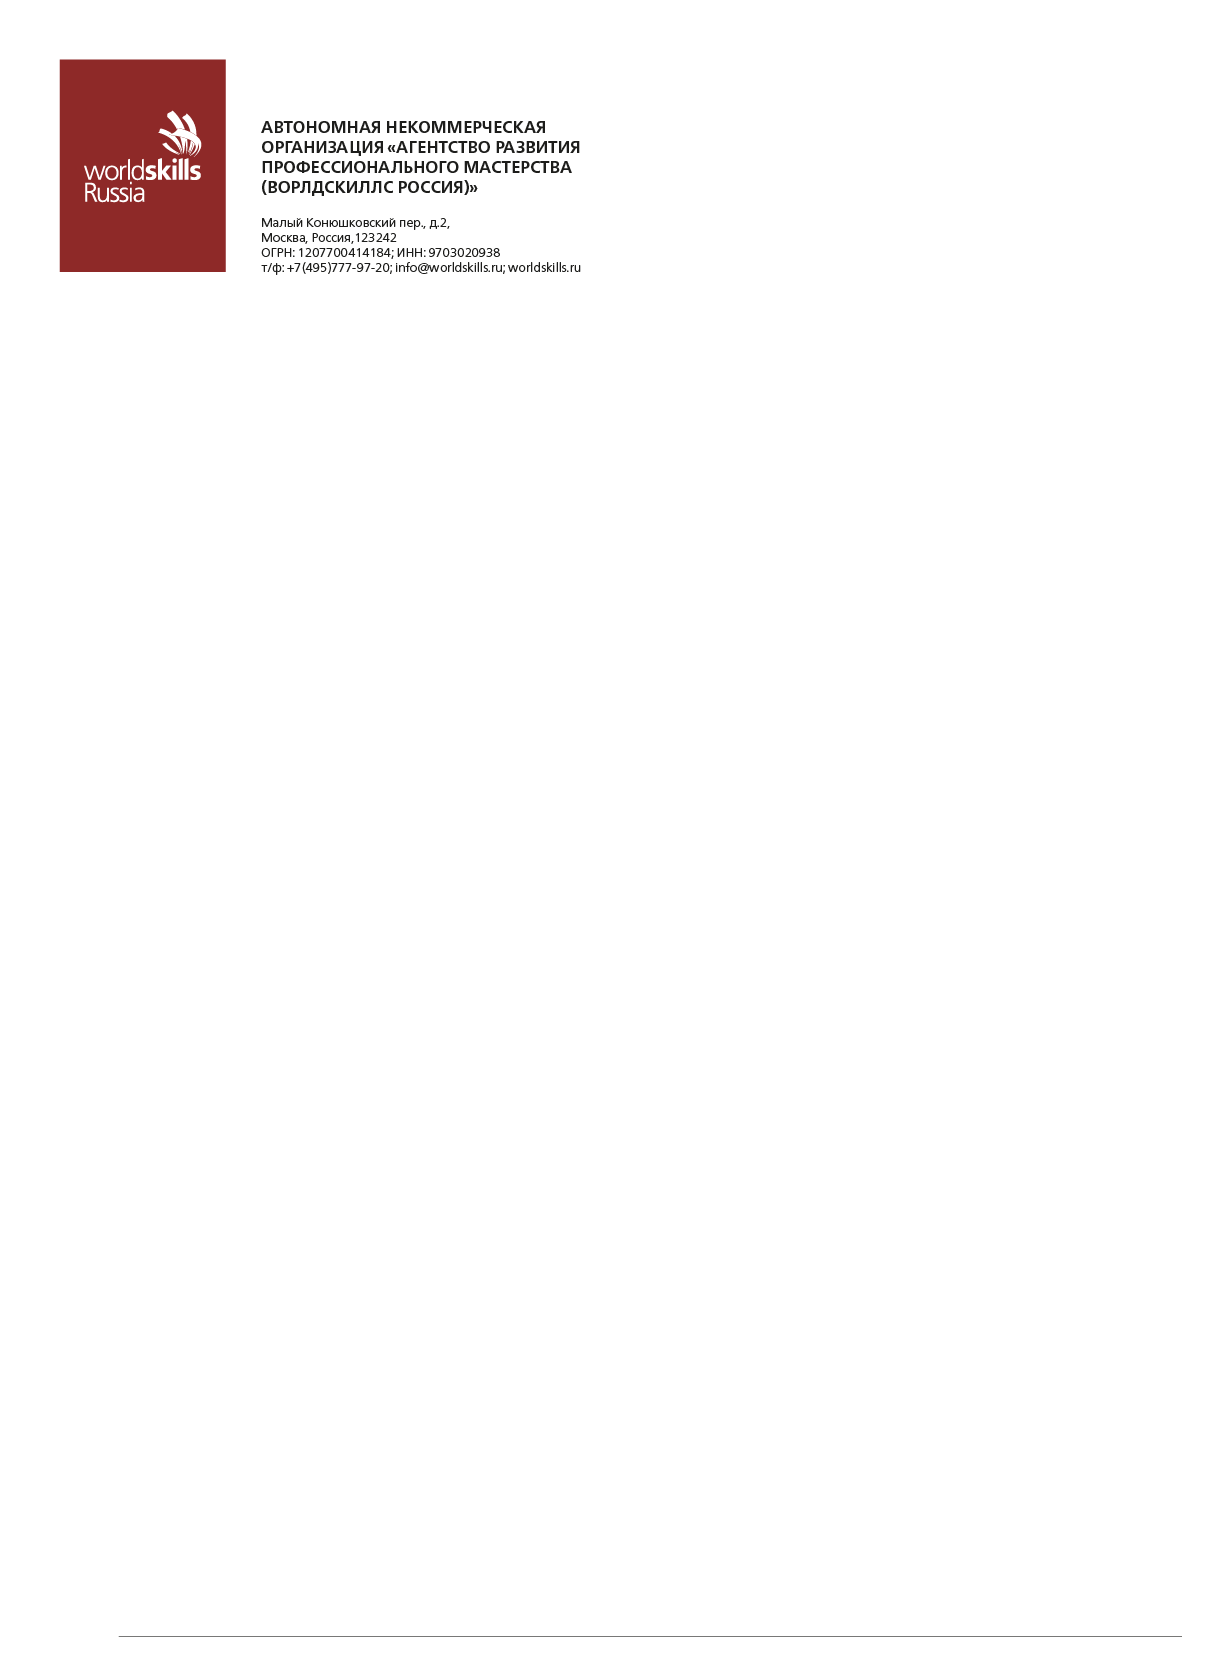 worldskills
Russia
АВТОНОМНАЯ НЕКОММЕРЧЕСКАЯ
ОРГАНИЗАЦИЯ «АГЕНТСТВО РАЗВИТИЯ
ПРОФЕССИОНАЛЬНОГО МАСТЕРСТВА
(ВОРЛДСКИЛЛС РОССИЯ)»
Малый Конюшковский пер., д.2,
Москва, Россия,123242
ОГРН: 1207700414184; ИНН: 9703020938
т/ф: +7(495)777-97-20; info@worldskills.ru; worldskills.ru